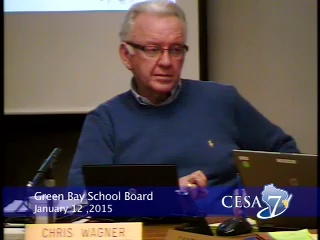 Green Bay School Board
January 12 ,2015
CESA 7
CHRIS WAGNER